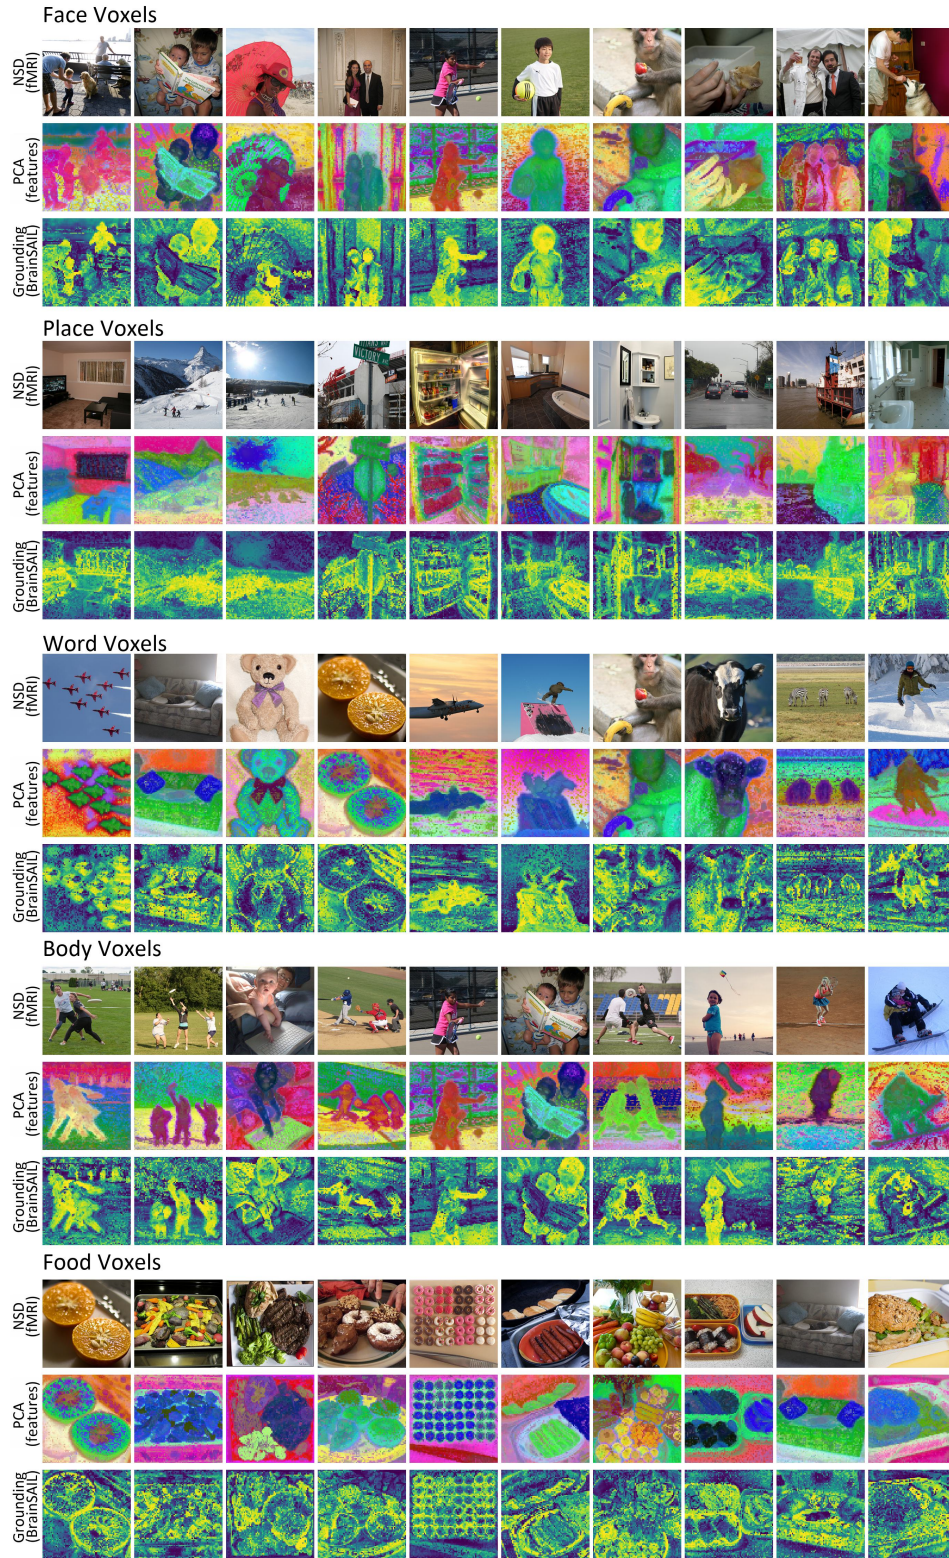 Face Voxels
NSD
(fMRI)
PCA
(features)
Grounding
(BrainSAIL)
Place Voxels
NSD
(fMRI)
VICTORY
PCA
(features)
Grounding
(BrainSAIL)
Word Voxels
NSD
(fMRI)
PCA
(features)
Grounding
(BrainSAIL)
Body Voxels
NSD
(fMRI)
PCA
(features)
Grounding
(BrainSAIL)
Food Voxels
NSD
(fMRI)
PCA
(features)
Grounding
(BrainSAIL)